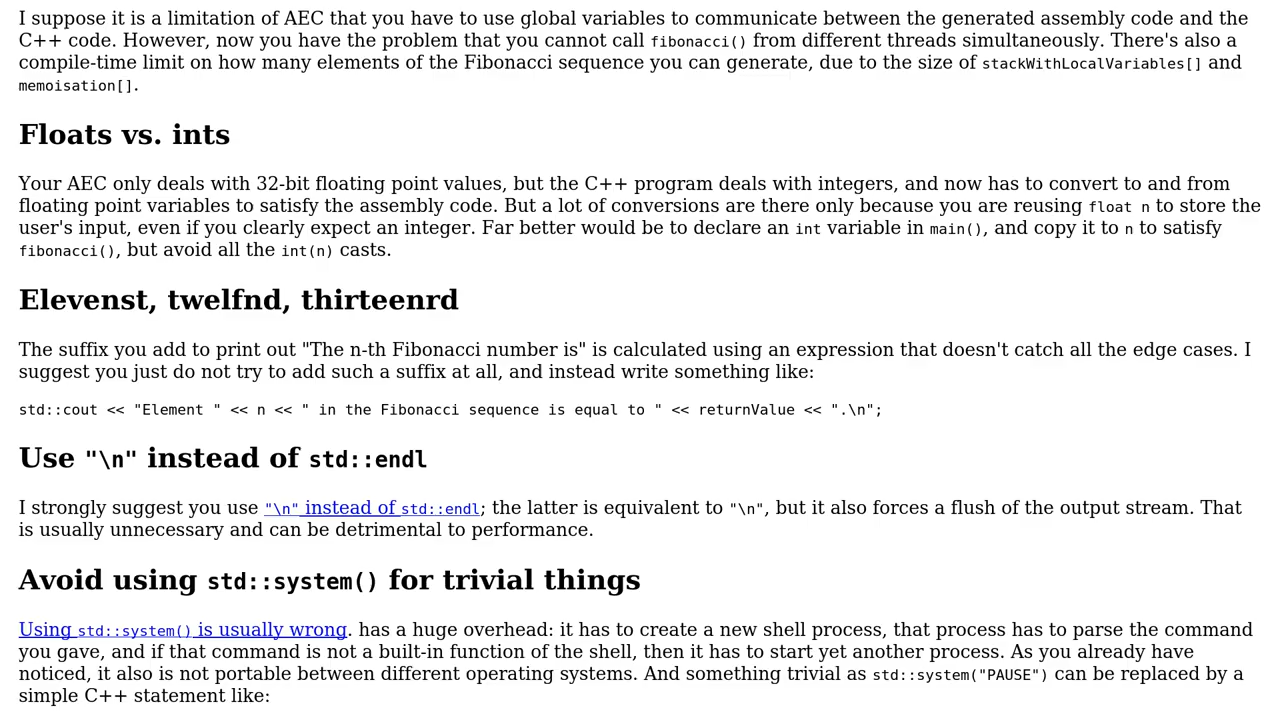 I suppose it is a limitation of AEC that you have to use global variables to communicate between the generated assembly code and the
C++ code. However, now you have the problem that you cannot call fibonacci() from different threads simultaneously. There's also a
compile-time limit on how many elements of the Fibonacci sequence you can generate, due to the size of stackWithLocalVariables[] and
memoisation[].
Floats vs. ints
Your AEC only deals with 32-bit floating point values, but the C++ program deals with integers, and now has to convert to and from
floating point variables to satisfy the assembly code. But a lot of conversions are there only because you are reusing float n to store the
user's input, even if you clearly expect an integer. Far better would be to declare an int variable in main(), and copy it to n to satisfy
fibonacci(), but avoid all the int(n) casts.
Elevenst, twelfnd, thirteenrd
The suffix you add to print out "The n-th Fibonacci number is" is calculated using an expression that doesn't catch all the edge cases. I
suggest you just do not try to add such a suffix at all, and instead write something like:
std::cout << "Element " << n << " in the Fibonacci sequence is equal to " << returnValue << ".\n";
Use "\n" instead of std::endl
I strongly suggest you use "\n" instead of std::endl; the latter is equivalent to "\n", but it also forces a flush of the output stream. That
is usually unnecessary and can be detrimental to performance.
Avoid using std::system() for trivial things
Using std::system() is usually wrong. has a huge overhead: it has to create a new shell process, that process has to parse the command
you gave, and if that command is not a built-in function of the shell, then it has to start yet another process. As you already have
noticed, it also is not portable between different operating systems. And something trivial as std::system("PAUSE") can be replaced by a
simple C++ statement like: